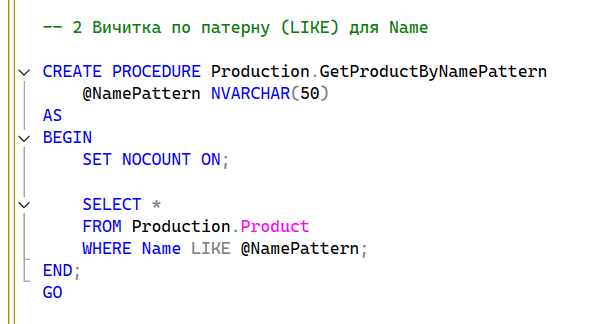 -- 2 Вичитка по патерну (LIKE) для Name
CREATE PROCEDURE Production.GetProductByNamePattern
@NamePattern NVARCHAR(50)
AS
BEGIN
SET NOCOUNT ON;
SELECT *
FROM Production.Product
WHERE Name LIKE @NamePattern;
END;
GO